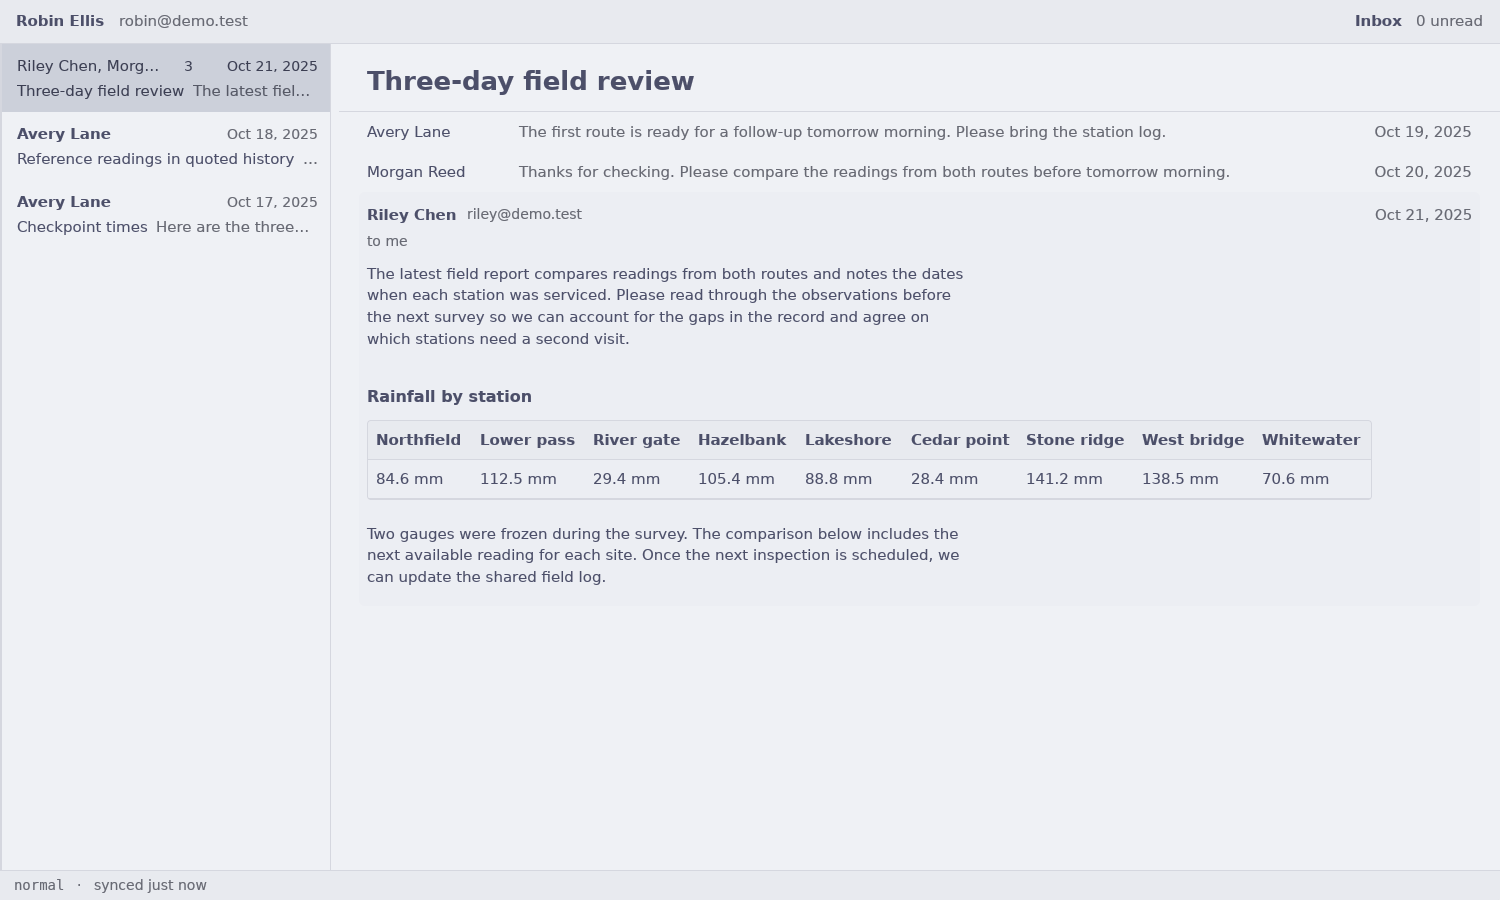 Robin Ellis robin@demo.test
Inbox 0 unread
Riley Chen, Morg… 3 Oct 21, 2025
Three-day field review The latest fiel…
Avery Lane Oct 18, 2025
Reference readings in quoted history …
Avery Lane Oct 17, 2025
Checkpoint times Here are the three…
Three-day field review
Avery Lane The first route is ready for a follow-up tomorrow morning. Please bring the station log. Oct 19, 2025
Morgan Reed Thanks for checking. Please compare the readings from both routes before tomorrow morning. Oct 20, 2025
Riley Chen riley@demo.test Oct 21, 2025
to me
The latest field report compares readings from both routes and notes the dates
when each station was serviced. Please read through the observations before
the next survey so we can account for the gaps in the record and agree on
which stations need a second visit.
Rainfall by station
Northfield Lower pass River gate Hazelbank Lakeshore Cedar point Stone ridge West bridge Whitewater
84.6 mm 112.5 mm 29.4 mm 105.4 mm 88.8 mm 28.4 mm 141.2 mm 138.5 mm 70.6 mm
Two gauges were frozen during the survey. The comparison below includes the
next available reading for each site. Once the next inspection is scheduled, we
can update the shared field log.
normal · synced just now